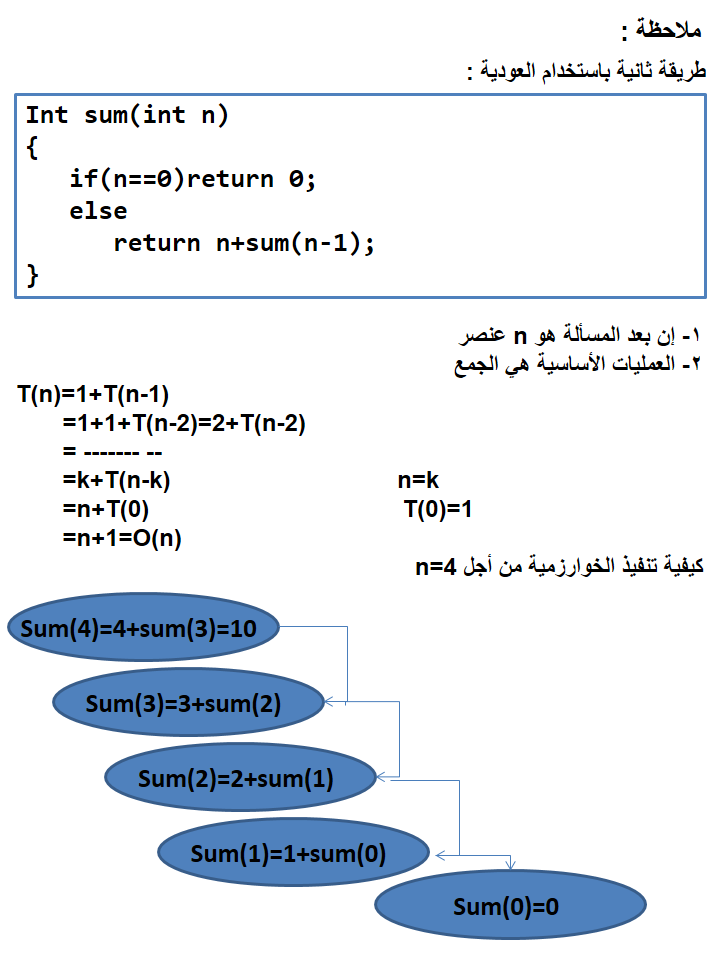 ملاحظة :
طريقة ثانية باستخدام العودية :
Int sum(int n)
{
if(n==0)return 0;
else
return n+sum(n-1);
}
١- إن بعد المسألة هو n عنصر
٢- العمليات الأساسية هي الجمع
T(n)=1+T(n-1)
=1+1+T(n-2)=2+T(n-2)
= ------- --
=k+T(n-k) n=k
=n+T(0) T(0)=1
=n+1=O(n)
كيفية تنفيذ الخوارزمية من أجل n=4
Sum(4)=4+sum(3)=10
Sum(3)=3+sum(2)
Sum(2)=2+sum(1)
Sum(1)=1+sum(0)
Sum(0)=0